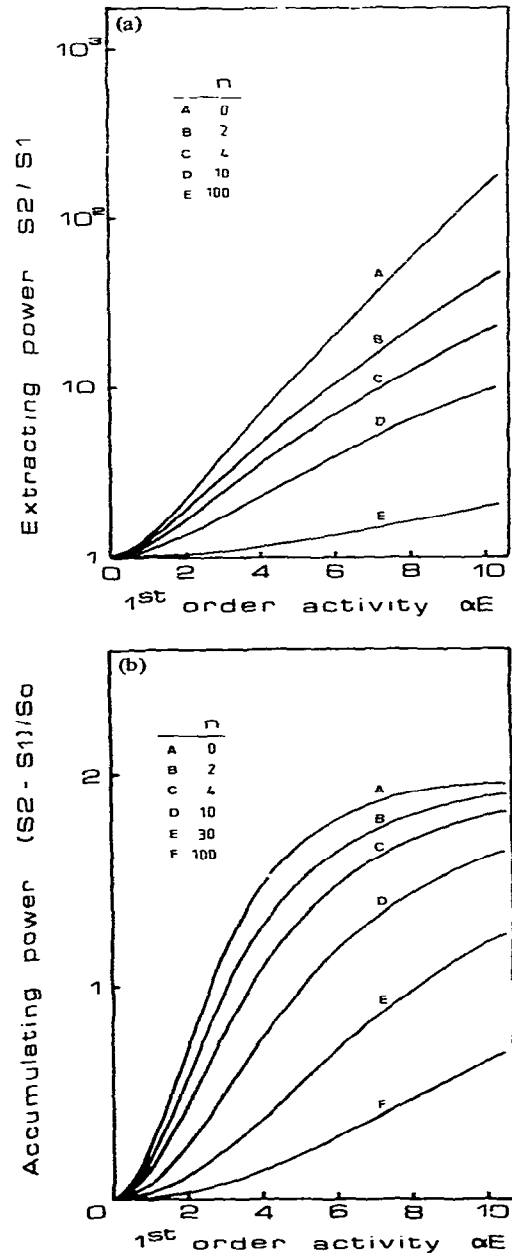 (a)
10³
n
A 0
B 2
C 4
D 10
E 100
10²
10
1
A
B
C
D
E
0 2 4 6 8 10
1st order activity αE
Extracting power S2/S1
(b)
n
A 0
B 2
C 4
D 10
E 30
F 100
2
1
A
B
C
D
E
F
0 2 4 6 8 10
1st order activity αE
Accumulating power (S2-S1)/So